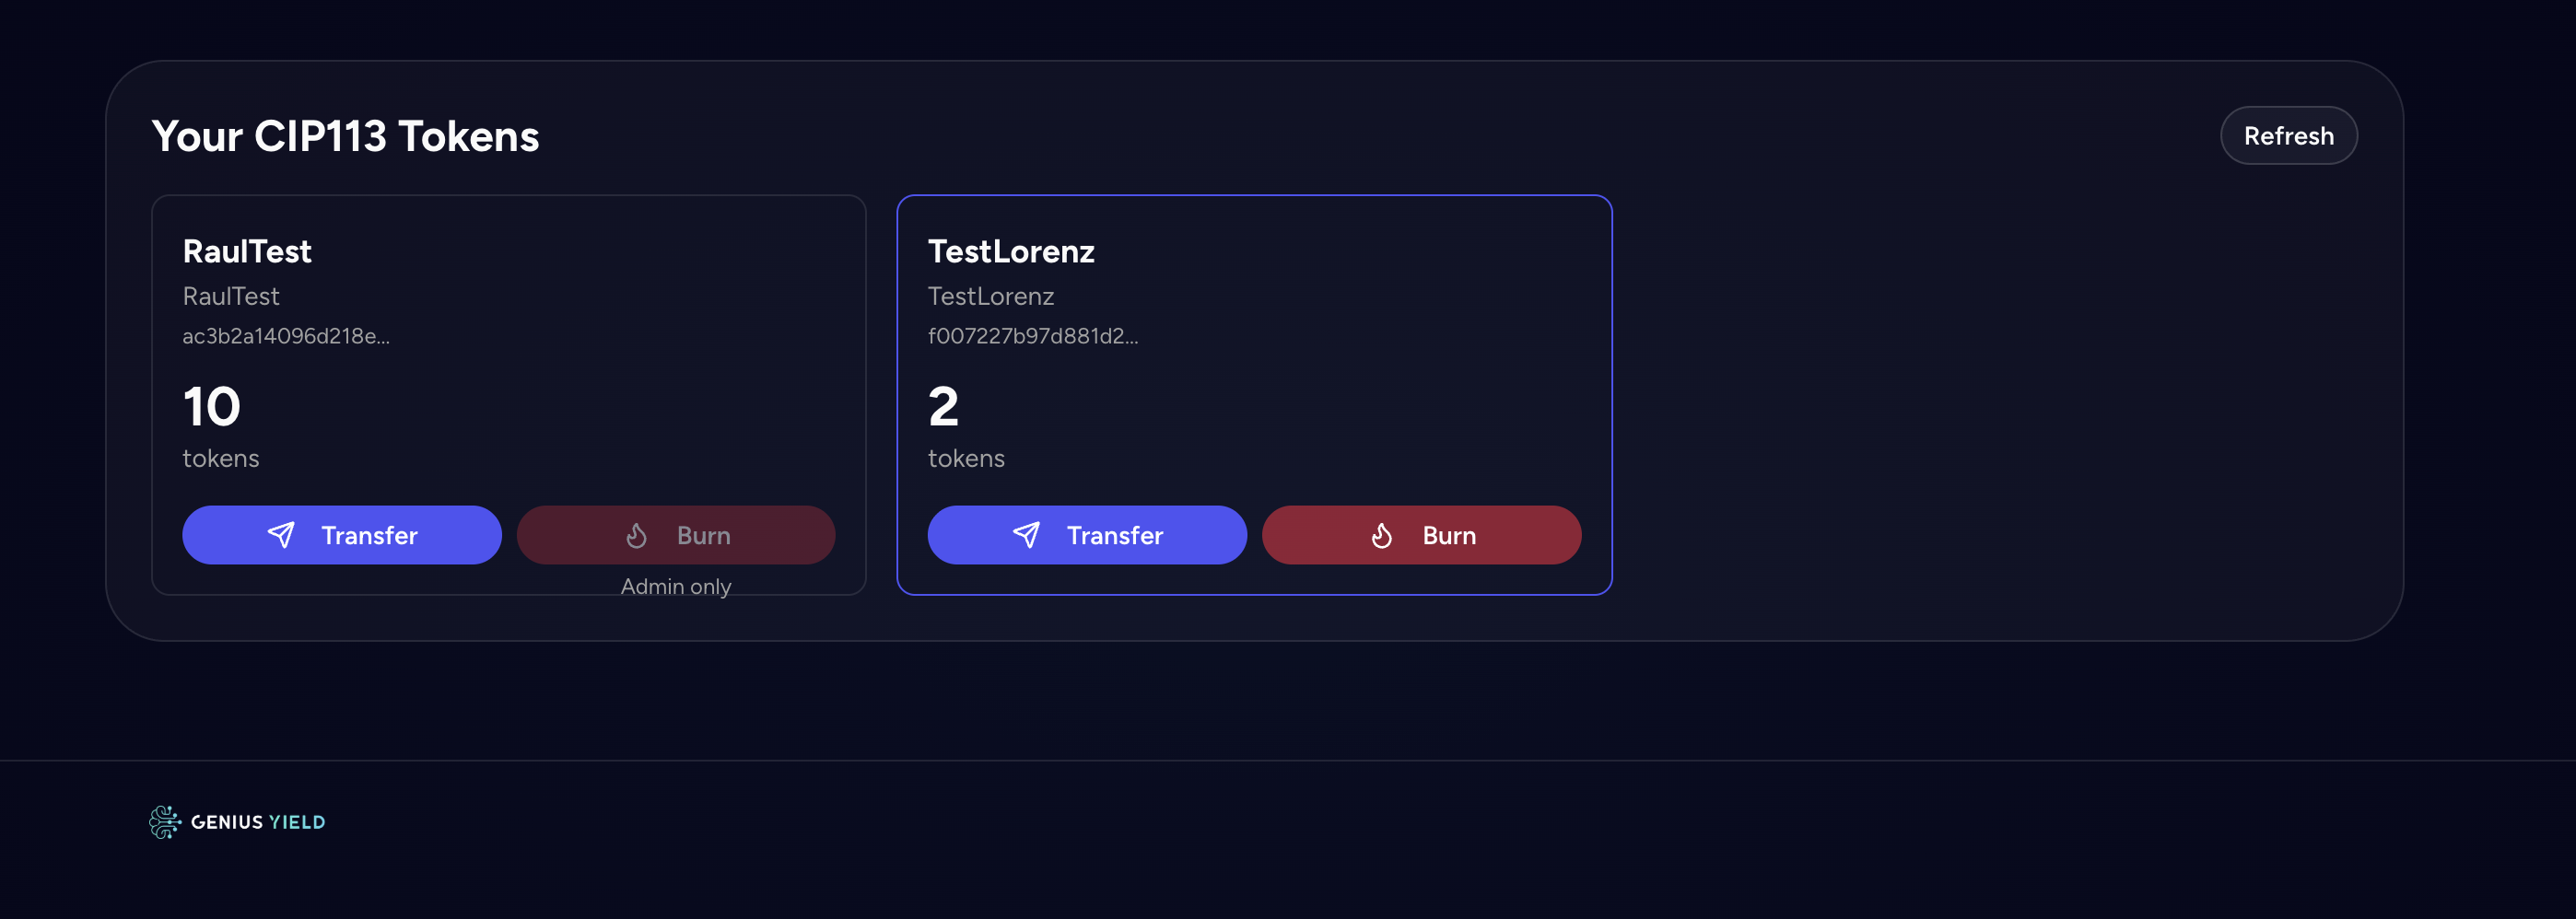 Your CIP113 Tokens
Refresh
RaulTest
RaulTest
ac3b2a14096d218e...
10
tokens
Transfer
Burn
Admin only
TestLorenz
TestLorenz
f007227b97d881d2...
2
tokens
Transfer
Burn
GENIUS YIELD